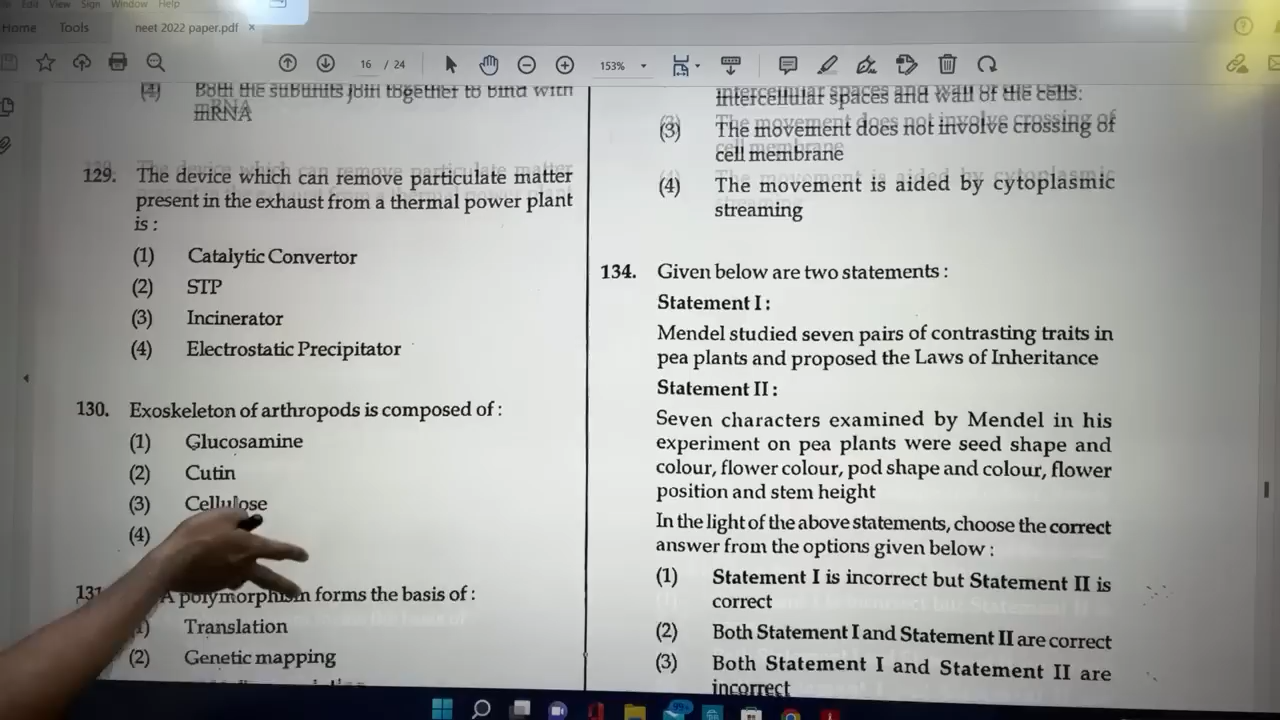 Edit View Sign Window Help
Home Tools neet 2022 paper.pdf ×
16 / 24 153%
(4) Both the subunits join together to bind with
mRNA
129. The device which can remove particulate matter
present in the exhaust from a thermal power plant
is :
(1) Catalytic Convertor
(2) STP
(3) Incinerator
(4) Electrostatic Precipitator
130. Exoskeleton of arthropods is composed of :
(1) Glucosamine
(2) Cutin
(3) Cellulose
(4)
131. polymorphism forms the basis of :
(1) Translation
(2) Genetic mapping
intercellular spaces and wall of the cells.
(3) The movement does not involve crossing of
cell membrane
(4) The movement is aided by cytoplasmic
streaming
134. Given below are two statements :
Statement I :
Mendel studied seven pairs of contrasting traits in
pea plants and proposed the Laws of Inheritance
Statement II :
Seven characters examined by Mendel in his
experiment on pea plants were seed shape and
colour, flower colour, pod shape and colour, flower
position and stem height
In the light of the above statements, choose the correct
answer from the options given below :
(1) Statement I is incorrect but Statement II is
correct
(2) Both Statement I and Statement II are correct
(3) Both Statement I and Statement II are
incorrect
99+